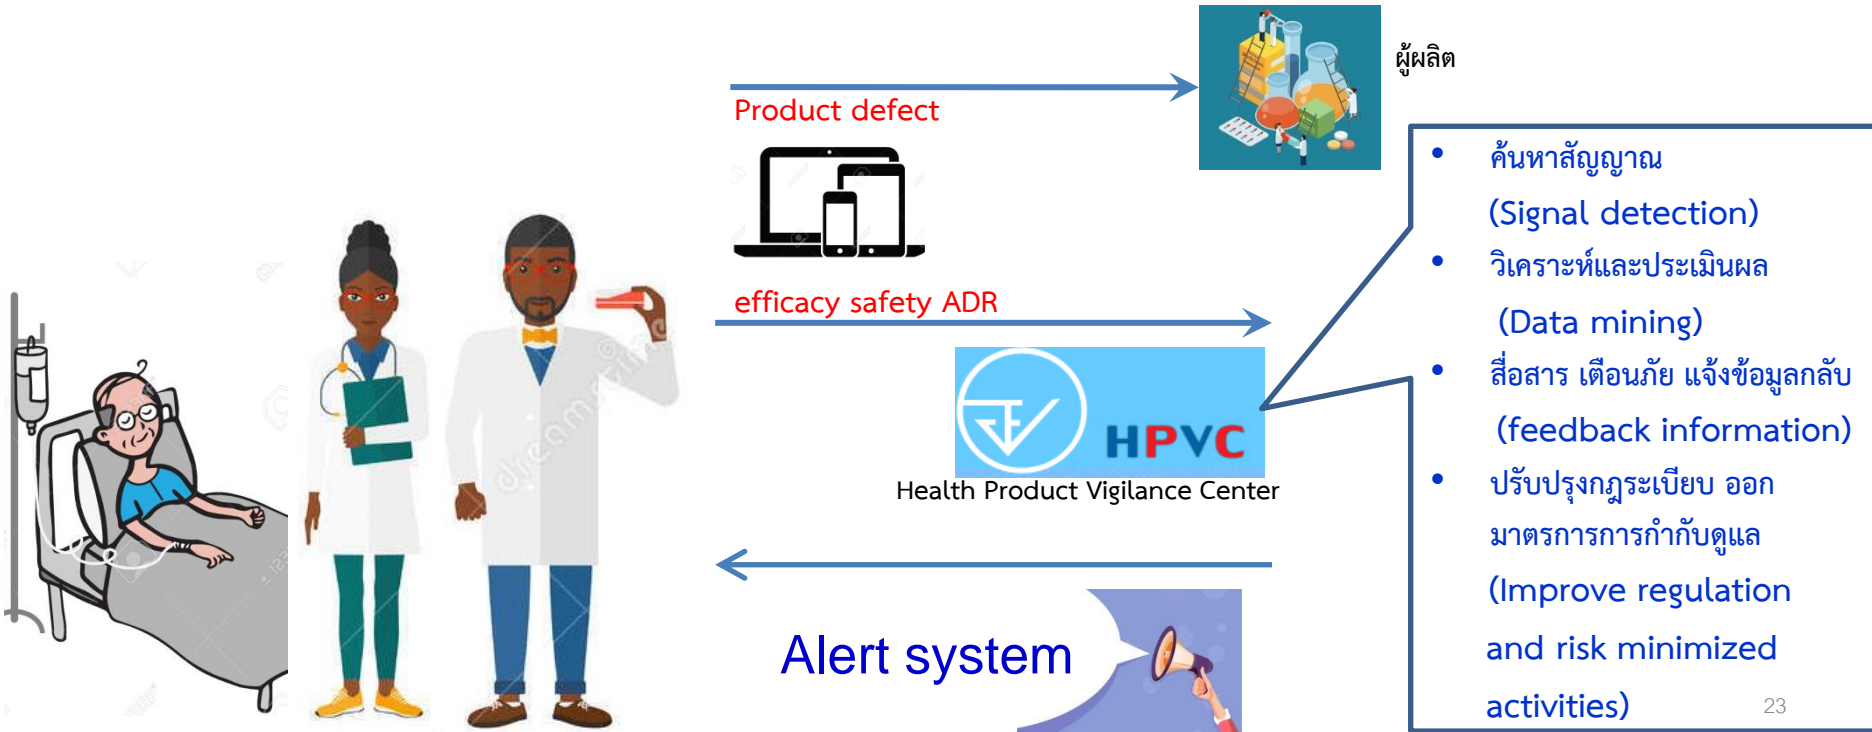 ผู้ผลิต
Product defect
efficacy safety ADR
HPVC
Health Product Vigilance Center
Alert system
• ค้นหาสัญญาณ
(Signal detection)
• วิเคราะห์และประเมินผล
(Data mining)
• สื่อสาร เตือนภัย แจ้งข้อมูลกลับ
(feedback information)
• ปรับปรุงกฎระเบียบ ออก
มาตรการการกำกับดูแล
(Improve regulation
and risk minimized
activities)
23
dreamstime